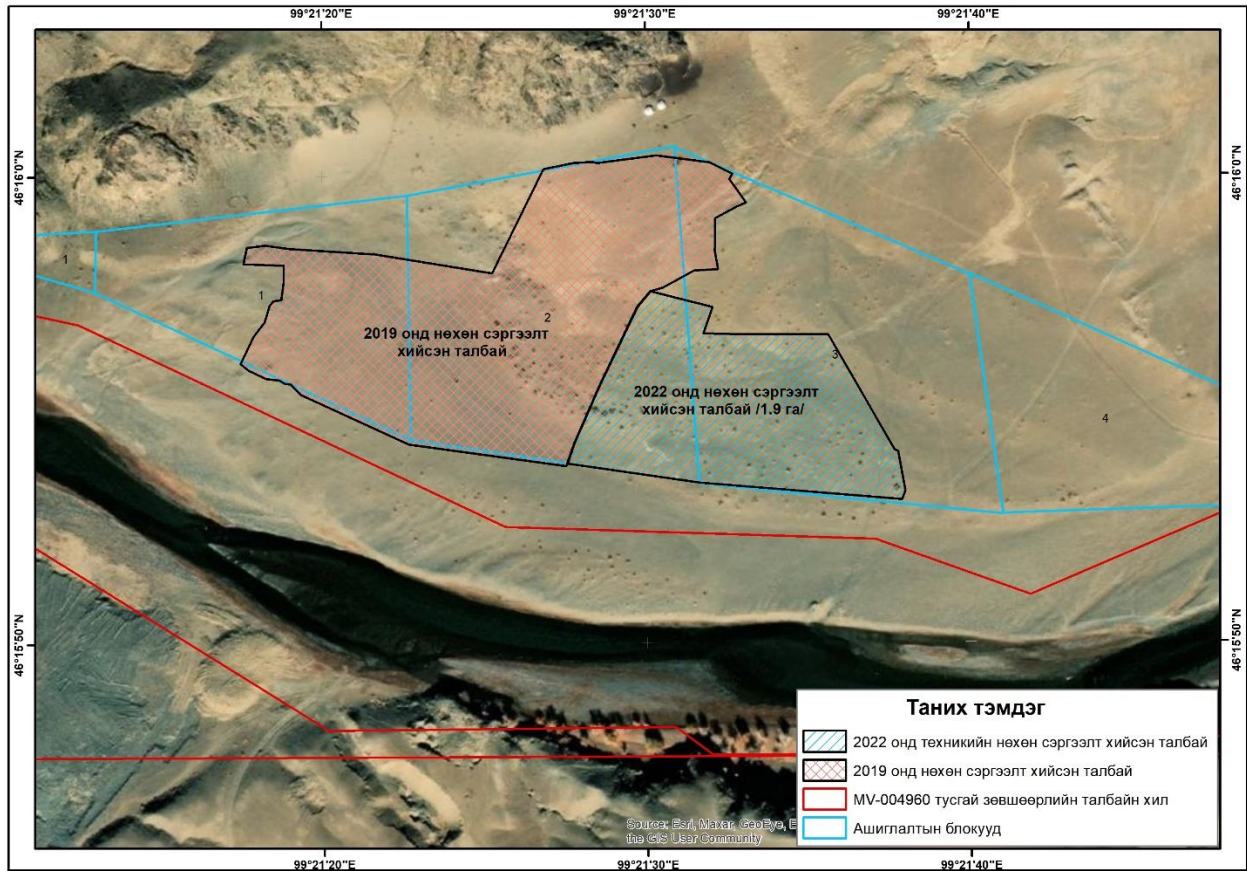 99°21'20"E
99°21'30"E
99°21'40"E
46°16'0"N
46°16'0"N
1
1
2
2019 онд нөхөн сэргээлт
хийсэн талбай
3
2022 онд нөхөн сэргээлт
хийсэн талбай /1.9 га/
4
46°15'50"N
46°15'50"N
Таних тэмдэг
2022 онд техникийн нөхөн сэргээлт хийсэн талбай
2019 онд нөхөн сэргээлт хийсэн талбай
MV-004960 тусгай зөвшөөрлийн талбайн хил
Ашиглалтын блокууд
Source: Esri, Maxar, GeoEye, E
the GIS User Community
99°21'20"E
99°21'30"E
99°21'40"E